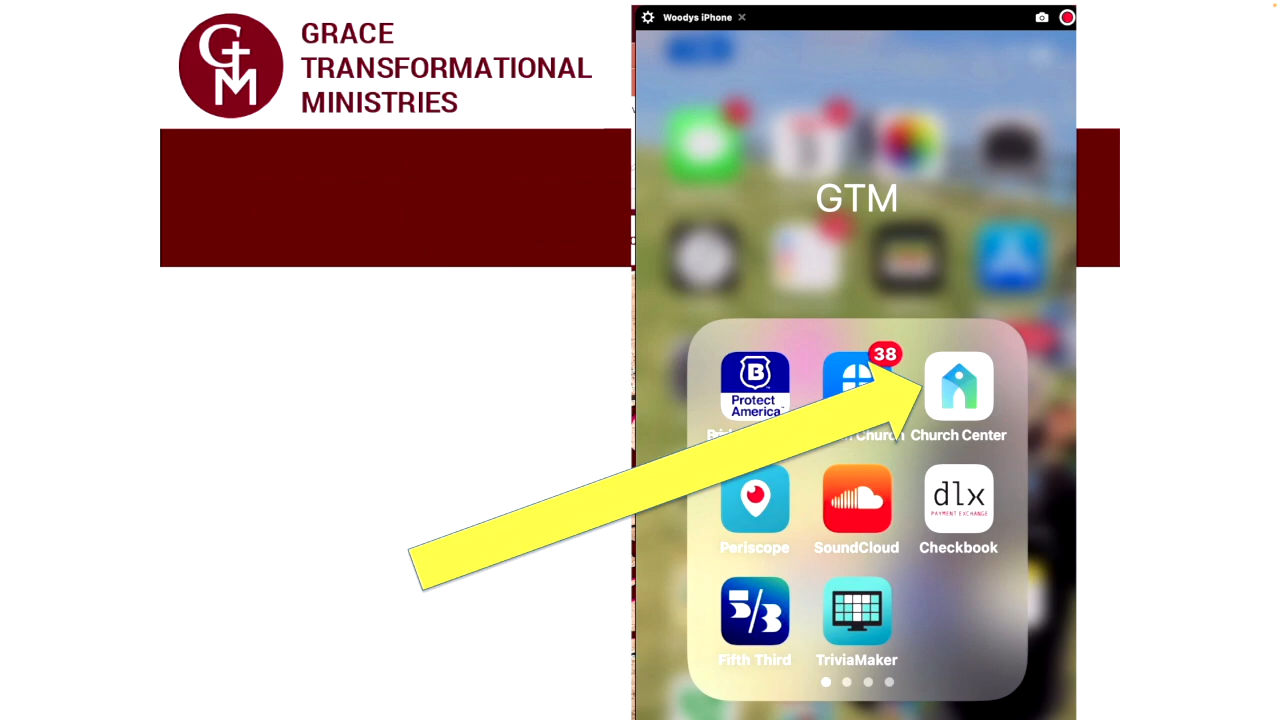 GRACE
TRANSFORMATIONAL
MINISTRIES
Woodys iPhone
GTM
B
Protect
America
38
Church
Church Center
Periscope
SoundCloud
dlx
PAYMENT EXCHANGE
Checkbook
5/3
Fifth Third
TriviaMaker